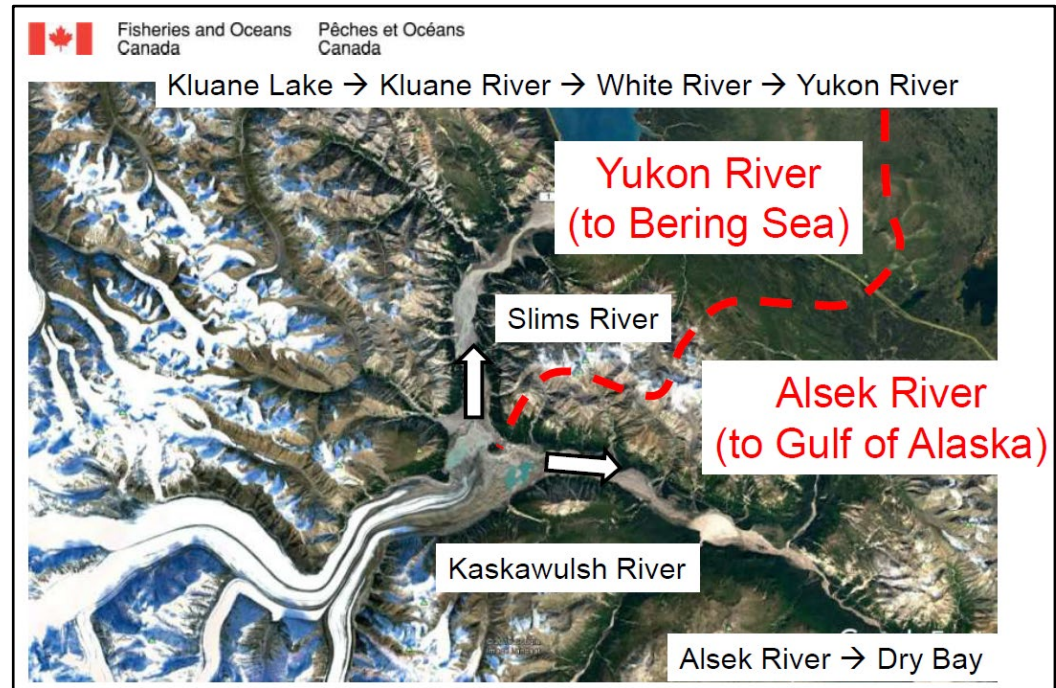 Fisheries and Oceans Pêches et Océans
Canada Canada
Kluane Lake → Kluane River → White River → Yukon River
1
Yukon River
(to Bering Sea)
Slims River
Alsek River
(to Gulf of Alaska)
Kaskawulsh River
Alsek River → Dry Bay